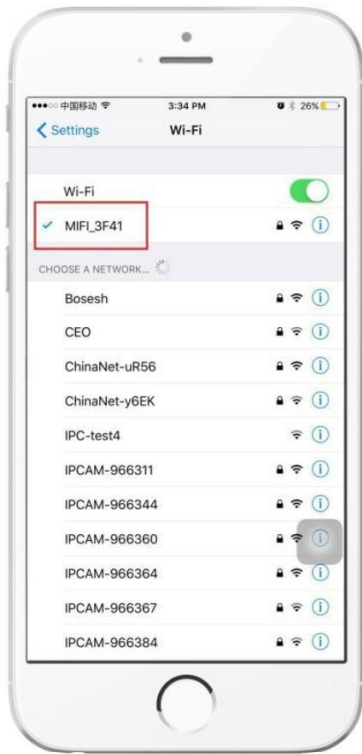 中国移动 3:34 PM 26%
Settings Wi-Fi
Wi-Fi
MIFI_3F41
CHOOSE A NETWORK...
Bosesh
CEO
ChinaNet-uR56
ChinaNet-y6EK
IPC-test4
IPCAM-966311
IPCAM-966344
IPCAM-966360
IPCAM-966364
IPCAM-966367
IPCAM-966384